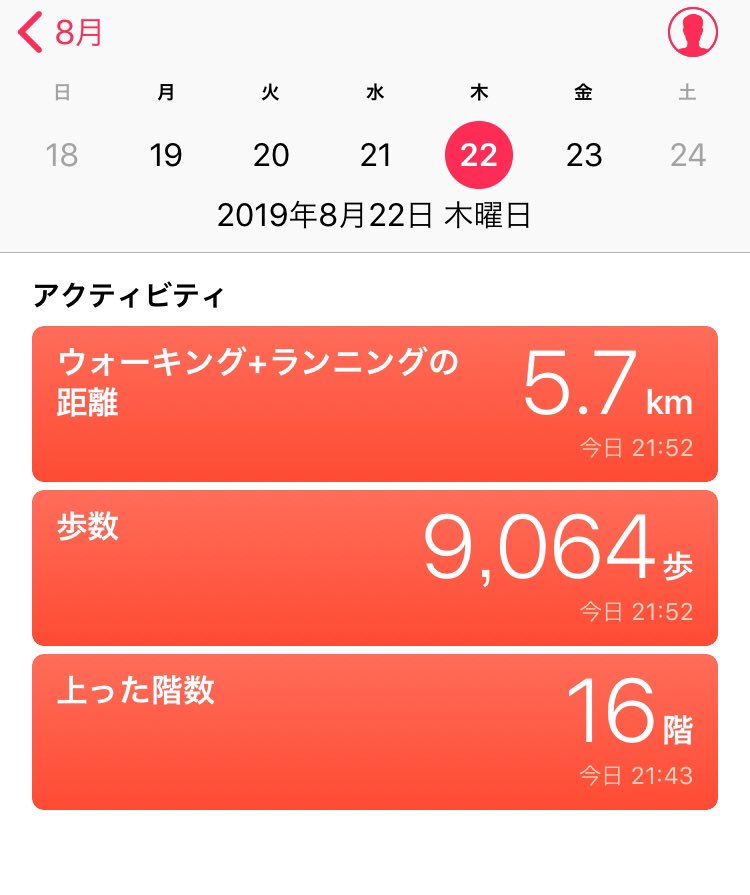 8月
日 月 火 水 木 金 土
18 19 20 21 22 23 24
2019年8月22日 木曜日
アクティビティ
ウォーキング+ランニングの
距離
5.7 km
今日 21:52
歩数
9,064 歩
今日 21:52
上った階数
16 階
今日 21:43